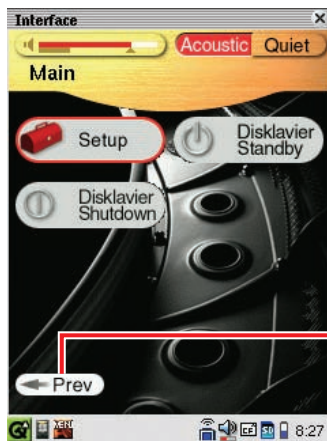 Interface
Acoustic Quiet
Main
Setup
Disklavier
Standby
Disklavier
Shutdown
Prev
8:27